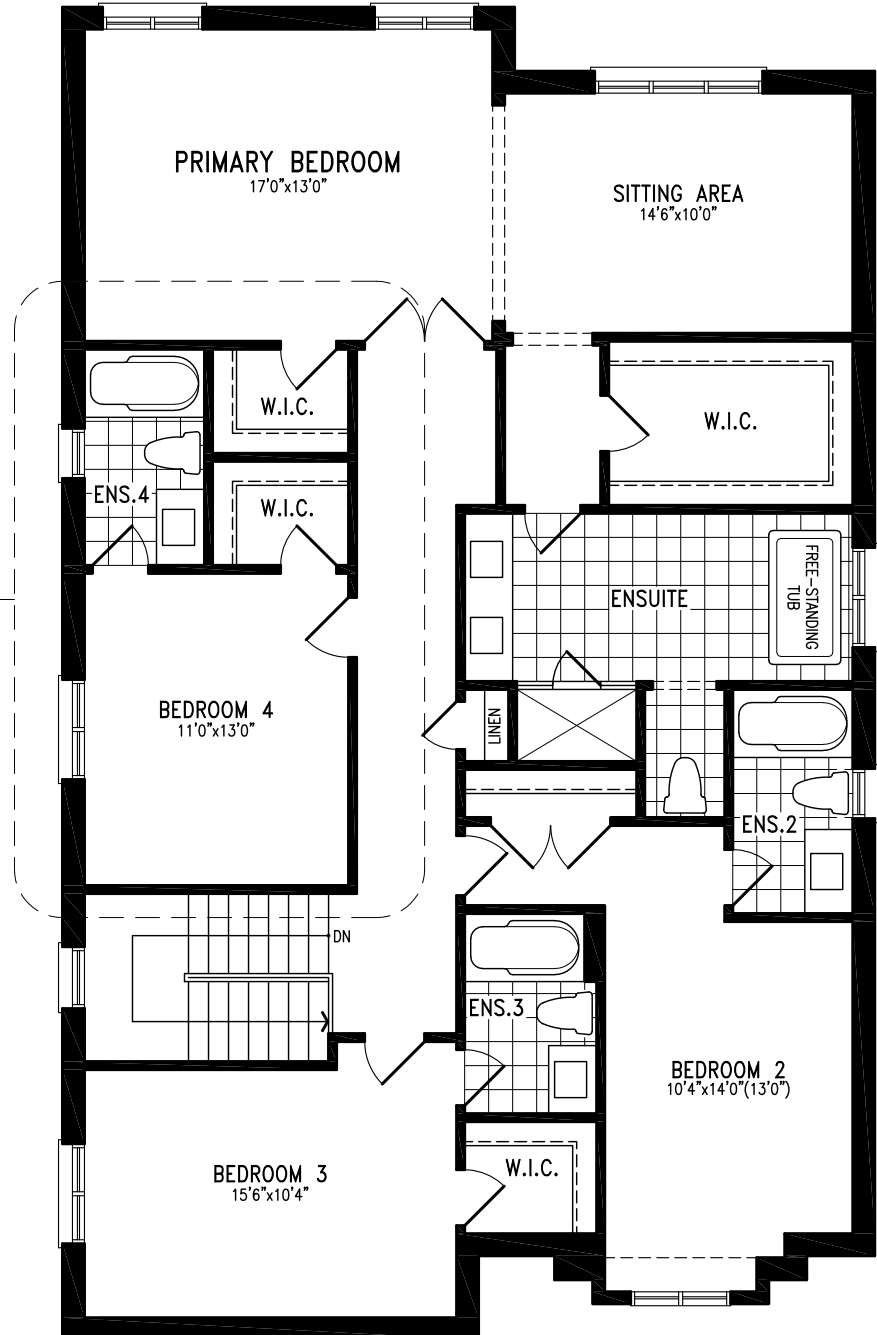 PRIMARY BEDROOM
17'0"x13'0"
SITTING AREA
14'6"x10'0"
W.I.C.
W.I.C.
ENS.4
W.I.C.
FREE-STANDING
TUB
ENSUITE
BEDROOM 4
11'0"x13'0"
LINEN
ENS.2
DN
ENS.3
BEDROOM 2
10'4"x14'0"(13'0")
BEDROOM 3
15'6"x10'4"
W.I.C.